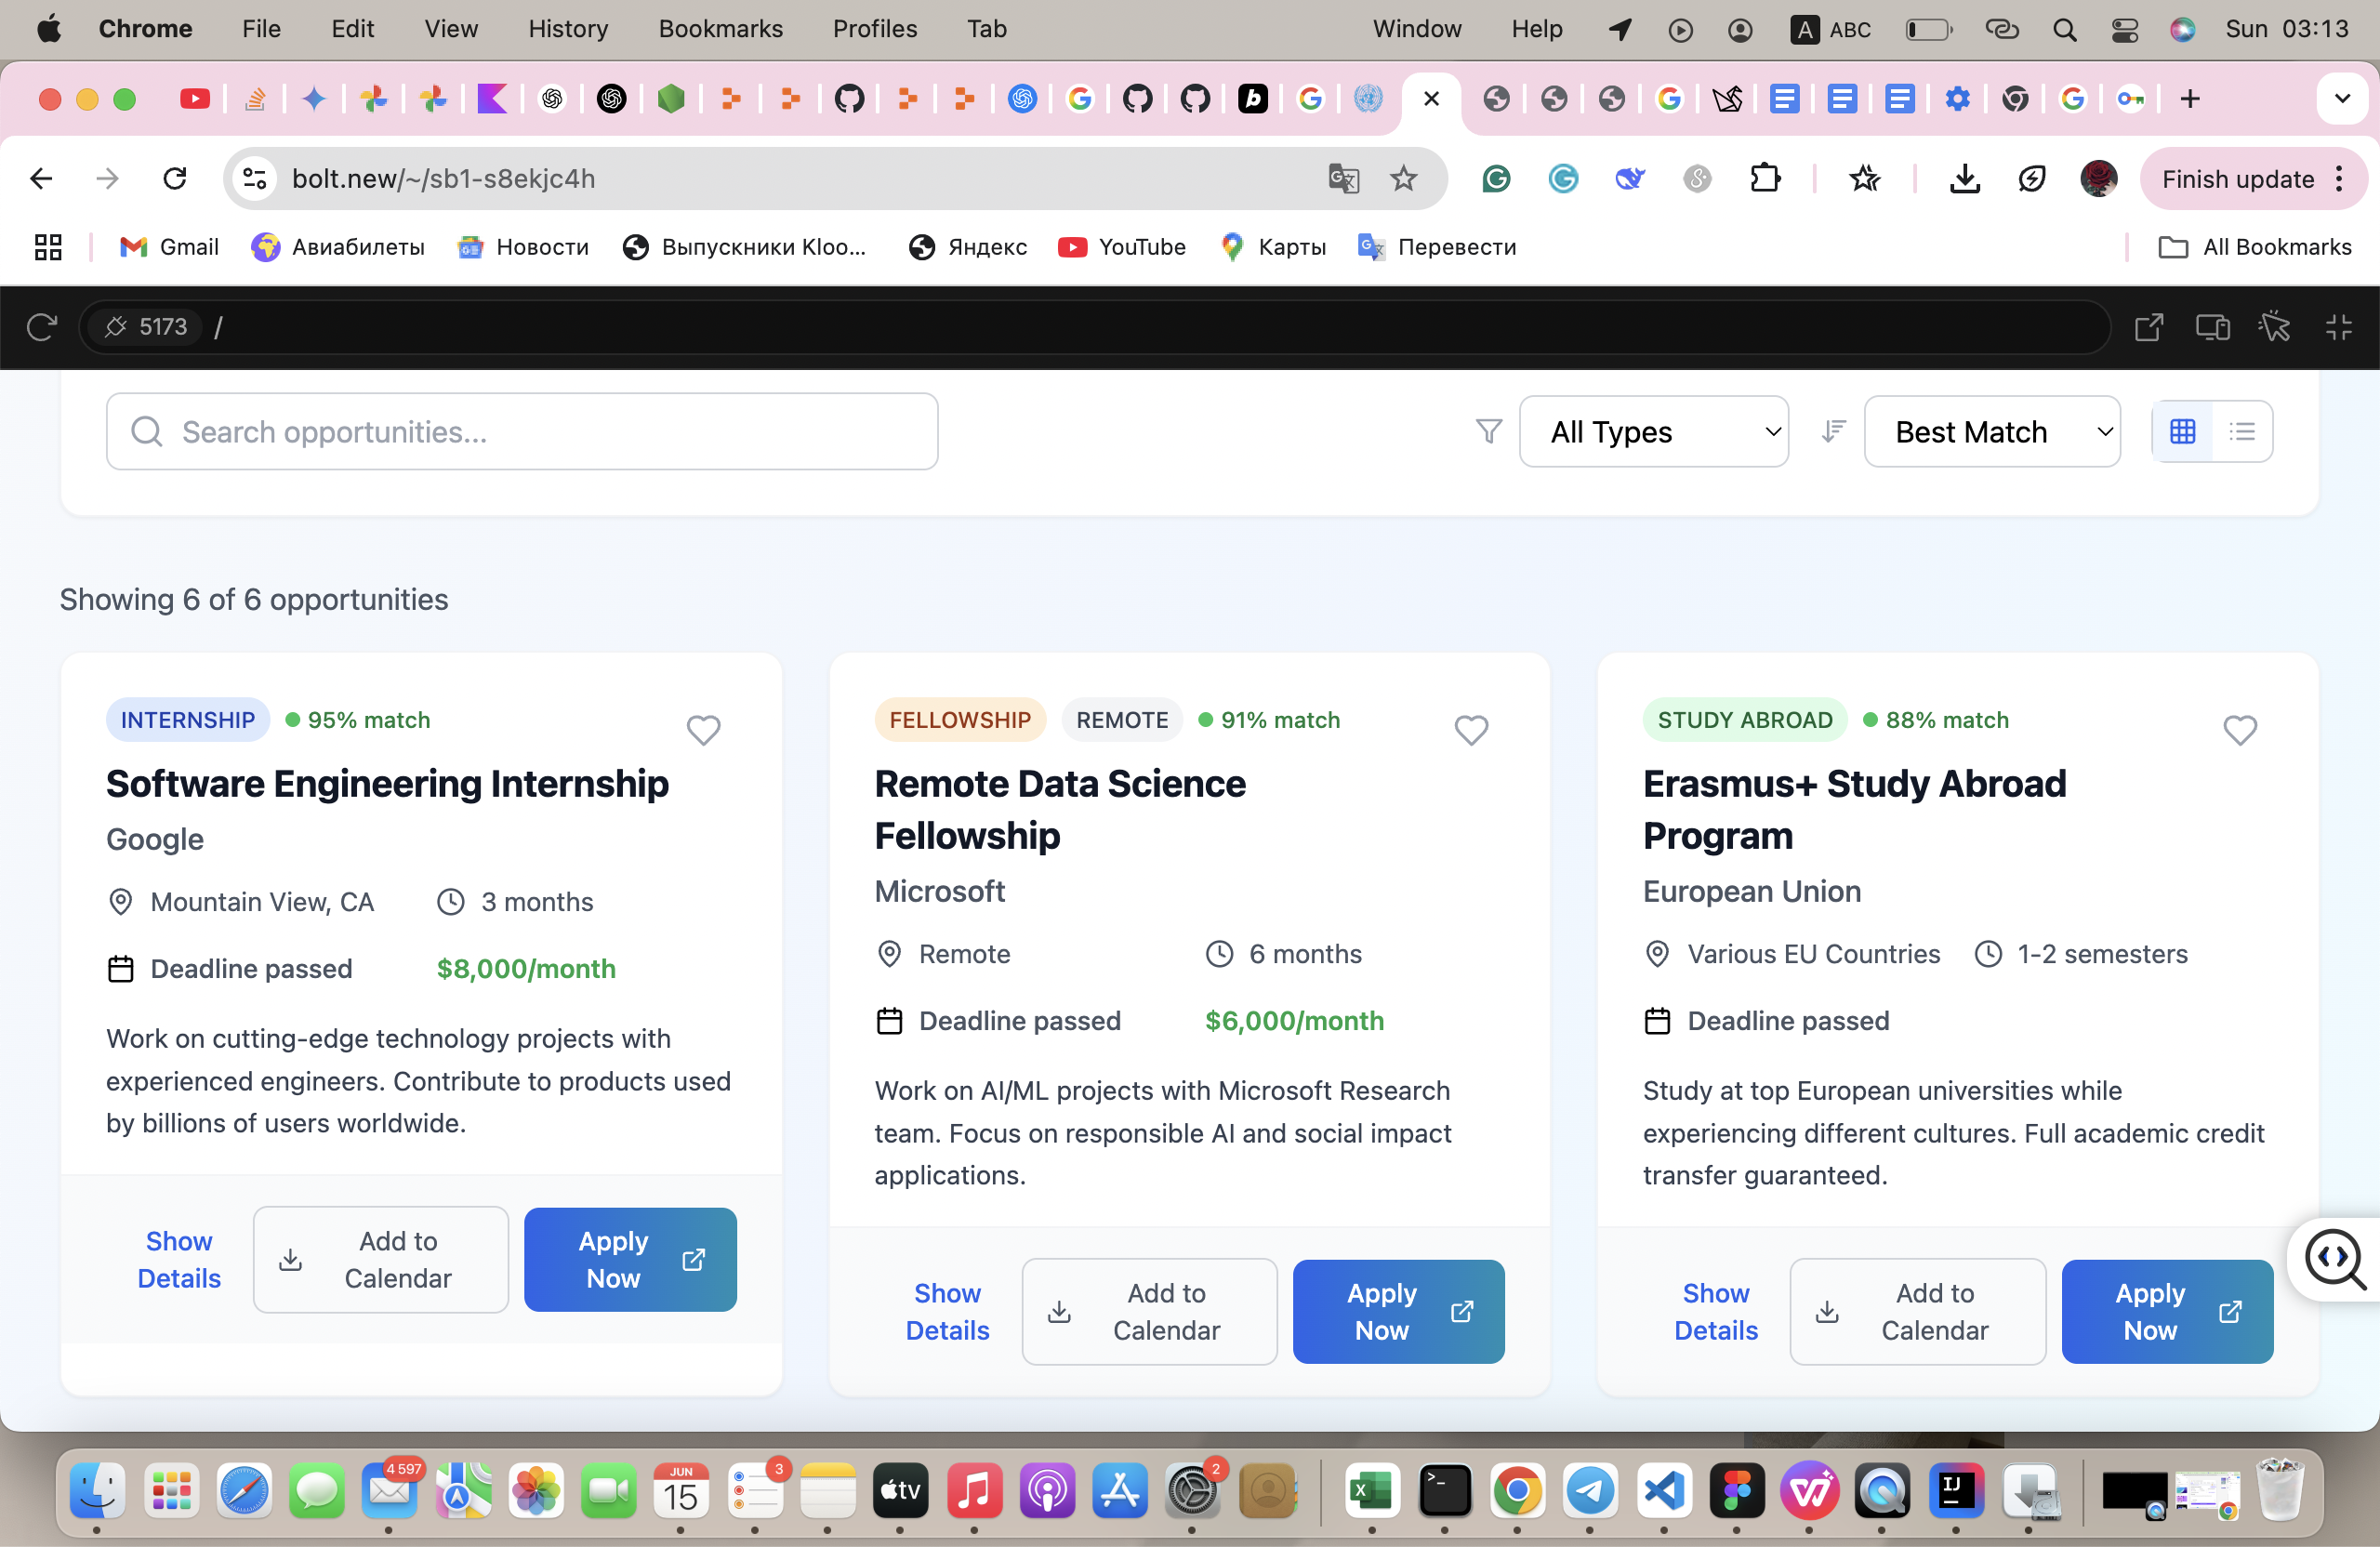 Chrome File Edit View History Bookmarks Profiles Tab Window Help A ABC Sun 03:13
bolt.new/~/sb1-s8ekjc4h Finish update
Gmail Авиабилеты Новости Выпускники Kloo... Яндекс YouTube Карты Перевести All Bookmarks
5173 /
Search opportunities... All Types Best Match
Showing 6 of 6 opportunities
INTERNSHIP 95% match
Software Engineering Internship
Google
Mountain View, CA 3 months
Deadline passed $8,000/month
Work on cutting-edge technology projects with
experienced engineers. Contribute to products used
by billions of users worldwide.
Show
Details
Add to
Calendar
Apply
Now
FELLOWSHIP REMOTE 91% match
Remote Data Science
Fellowship
Microsoft
Remote 6 months
Deadline passed $6,000/month
Work on AI/ML projects with Microsoft Research
team. Focus on responsible AI and social impact
applications.
Show
Details
Add to
Calendar
Apply
Now
STUDY ABROAD 88% match
Erasmus+ Study Abroad
Program
European Union
Various EU Countries 1-2 semesters
Deadline passed
Study at top European universities while
experiencing different cultures. Full academic credit
transfer guaranteed.
Show
Details
Add to
Calendar
Apply
Now
4 597
JUN
15
3
tv
2
IJ